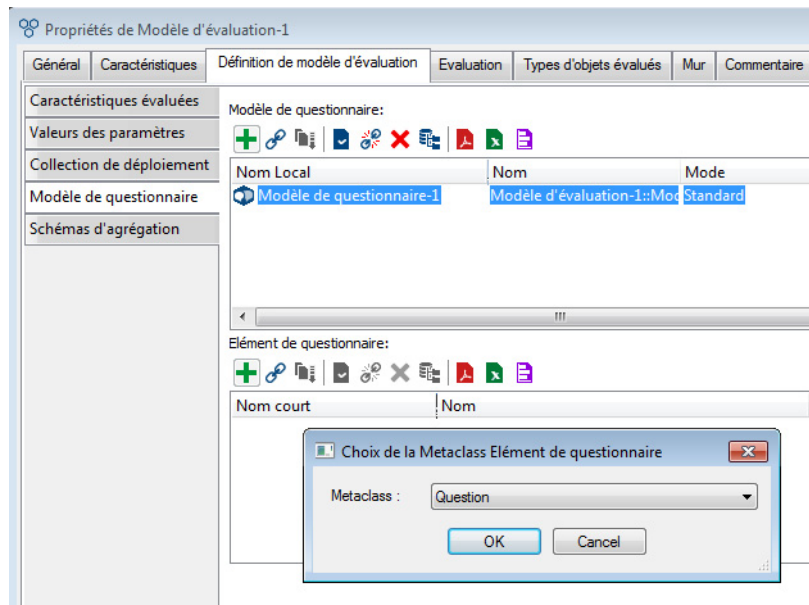 Propriétés de Modèle d'évaluation-1
Général Caractéristiques Définition de modèle d'évaluation Evaluation Types d'objets évalués Mur Commentaire
Caractéristiques évaluées
Valeurs des paramètres
Collection de déploiement
Modèle de questionnaire
Schémas d'agrégation
Modèle de questionnaire:
Nom Local Nom Mode
Modèle de questionnaire-1 Modèle d'évaluation-1::Moc Standard
Elément de questionnaire:
Nom court Nom
Choix de la Metaclass Elément de questionnaire
Metaclass : Question
OK Cancel